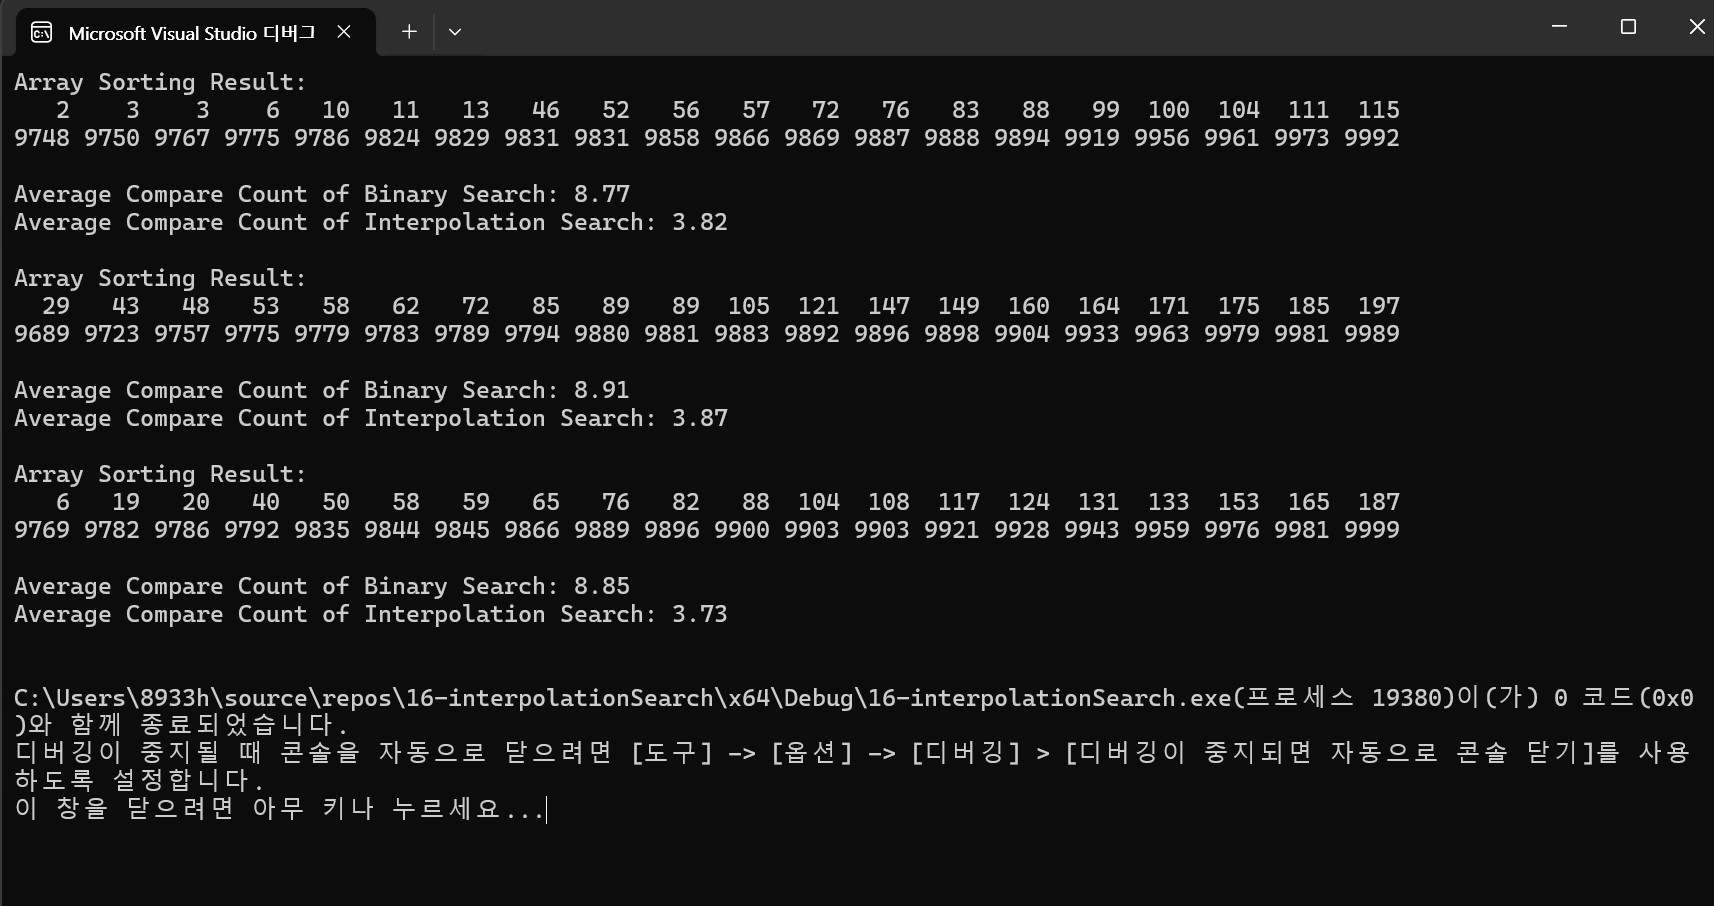 Microsoft Visual Studio 디버그
Array Sorting Result:
2 3 3 6 10 11 13 46 52 56 57 72 76 83 88 99 100 104 111 115
9748 9750 9767 9775 9786 9824 9829 9831 9831 9858 9866 9869 9887 9888 9894 9919 9956 9961 9973 9992
Average Compare Count of Binary Search: 8.77
Average Compare Count of Interpolation Search: 3.82
Array Sorting Result:
29 43 48 53 58 62 72 85 89 89 105 121 147 149 160 164 171 175 185 197
9689 9723 9757 9775 9779 9783 9789 9794 9880 9881 9883 9892 9896 9898 9904 9933 9963 9979 9981 9989
Average Compare Count of Binary Search: 8.91
Average Compare Count of Interpolation Search: 3.87
Array Sorting Result:
6 19 20 40 50 58 59 65 76 82 88 104 108 117 124 131 133 153 165 187
9769 9782 9786 9792 9835 9844 9845 9866 9889 9896 9900 9903 9903 9921 9928 9943 9959 9976 9981 9999
Average Compare Count of Binary Search: 8.85
Average Compare Count of Interpolation Search: 3.73
C:\Users\8933h\source\repos\16-interpolationSearch\x64\Debug\16-interpolationSearch.exe(프로세스 19380)이(가) 0 코드(0x0
)와 함께 종료되었습니다.
디버깅이 중지될 때 콘솔을 자동으로 닫으려면 [도구] -> [옵션] -> [디버깅] > [디버깅이 중지되면 자동으로 콘솔 닫기]를 사용
하도록 설정합니다.
이 창을 닫으려면 아무 키나 누르세요...